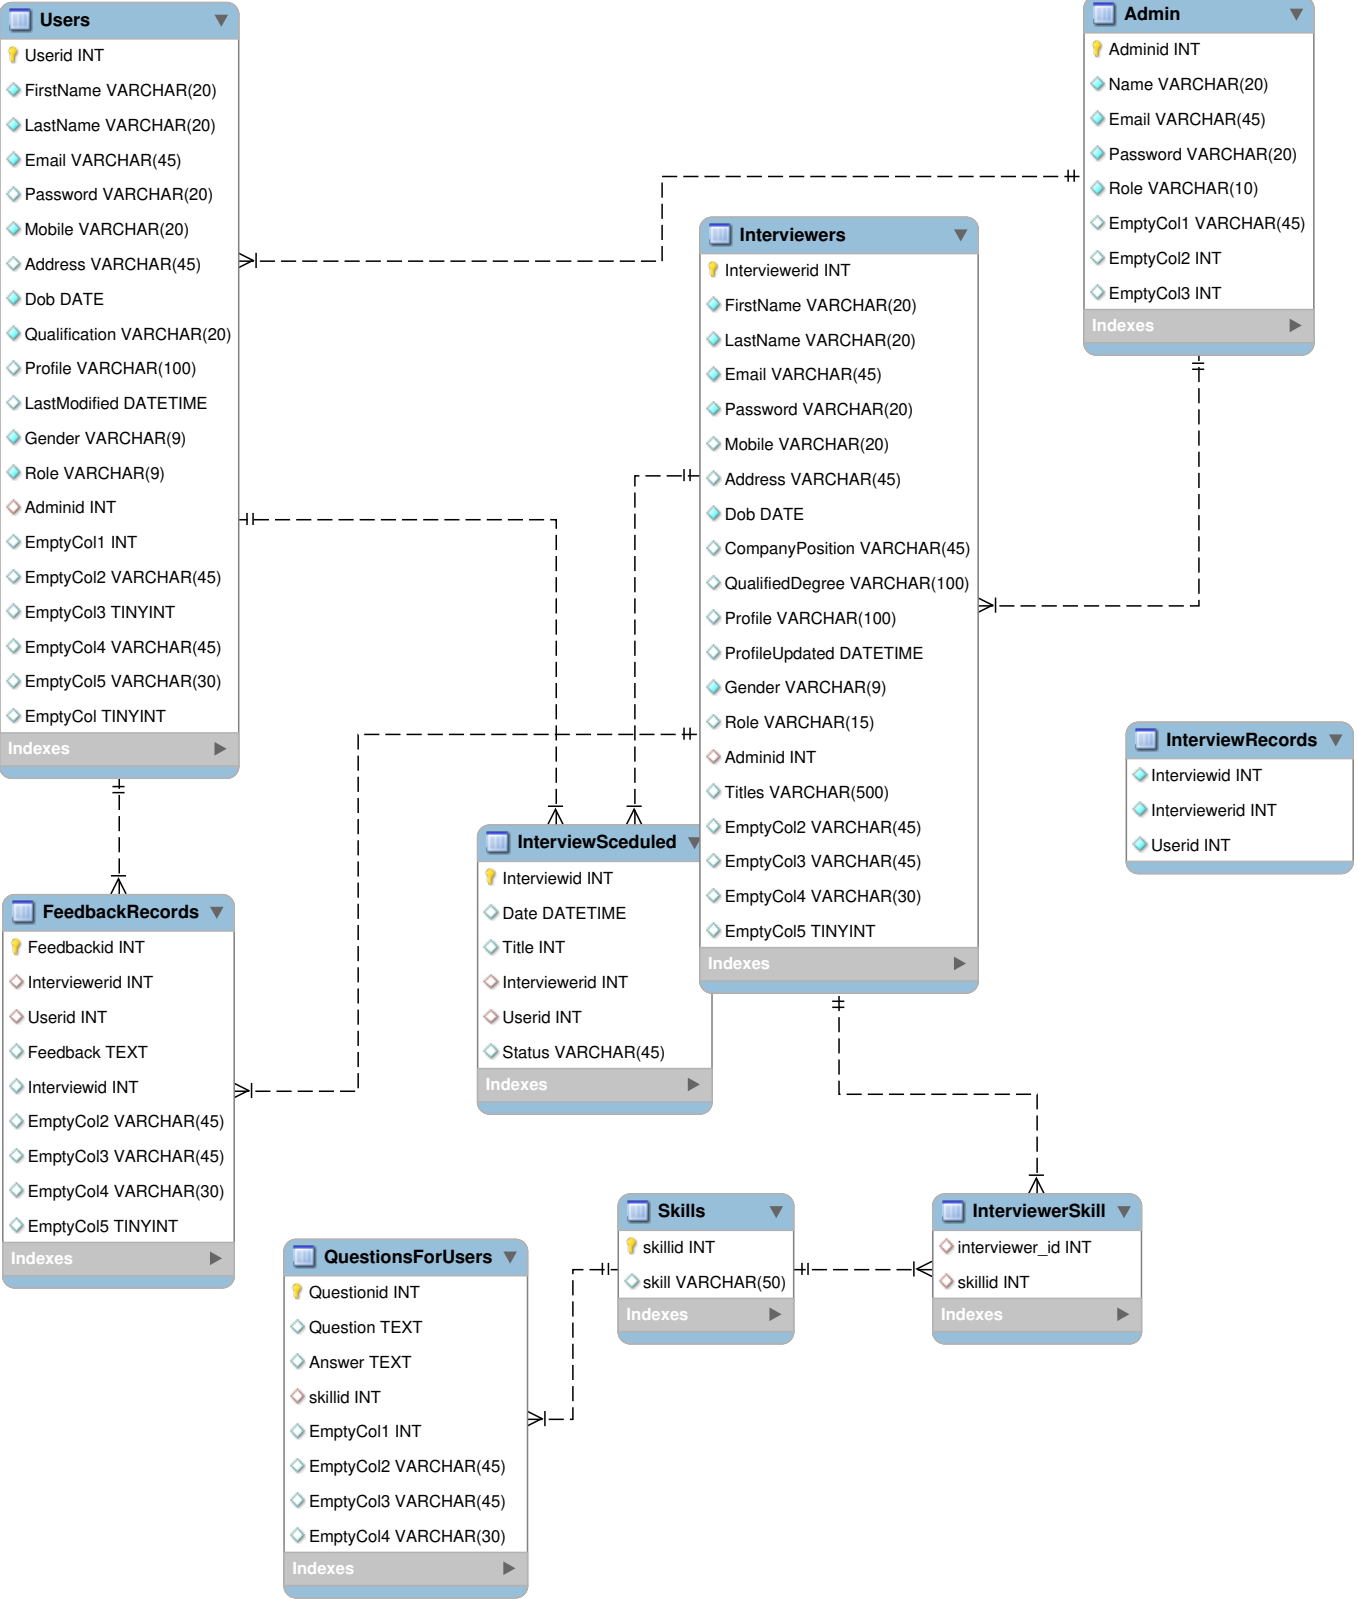 Users
Userid INT
FirstName VARCHAR(20)
LastName VARCHAR(20)
Email VARCHAR(45)
Password VARCHAR(20)
Mobile VARCHAR(20)
Address VARCHAR(45)
Dob DATE
Qualification VARCHAR(20)
Profile VARCHAR(100)
LastModified DATETIME
Gender VARCHAR(9)
Role VARCHAR(9)
Adminid INT
EmptyCol1 INT
EmptyCol2 VARCHAR(45)
EmptyCol3 TINYINT
EmptyCol4 VARCHAR(45)
EmptyCol5 VARCHAR(30)
EmptyCol TINYINT
Indexes
Admin
Adminid INT
Name VARCHAR(20)
Email VARCHAR(45)
Password VARCHAR(20)
Role VARCHAR(10)
EmptyCol1 VARCHAR(45)
EmptyCol2 INT
EmptyCol3 INT
Indexes
Interviewers
Interviewerid INT
FirstName VARCHAR(20)
LastName VARCHAR(20)
Email VARCHAR(45)
Password VARCHAR(20)
Mobile VARCHAR(20)
Address VARCHAR(45)
Dob DATE
CompanyPosition VARCHAR(45)
QualifiedDegree VARCHAR(100)
Profile VARCHAR(100)
ProfileUpdated DATETIME
Gender VARCHAR(9)
Role VARCHAR(15)
Adminid INT
Titles VARCHAR(500)
EmptyCol2 VARCHAR(45)
EmptyCol3 VARCHAR(45)
EmptyCol4 VARCHAR(30)
EmptyCol5 TINYINT
Indexes
InterviewRecords
Interviewid INT
Interviewerid INT
Userid INT
InterviewSceduled
Interviewid INT
Date DATETIME
Title INT
Interviewerid INT
Userid INT
Status VARCHAR(45)
Indexes
FeedbackRecords
Feedbackid INT
Interviewerid INT
Userid INT
Feedback TEXT
Interviewid INT
EmptyCol2 VARCHAR(45)
EmptyCol3 VARCHAR(45)
EmptyCol4 VARCHAR(30)
EmptyCol5 TINYINT
Indexes
Skills
skillid INT
skill VARCHAR(50)
Indexes
InterviewerSkill
interviewer_id INT
skillid INT
Indexes
QuestionsForUsers
Questionid INT
Question TEXT
Answer TEXT
skillid INT
EmptyCol1 INT
EmptyCol2 VARCHAR(45)
EmptyCol3 VARCHAR(45)
EmptyCol4 VARCHAR(30)
Indexes